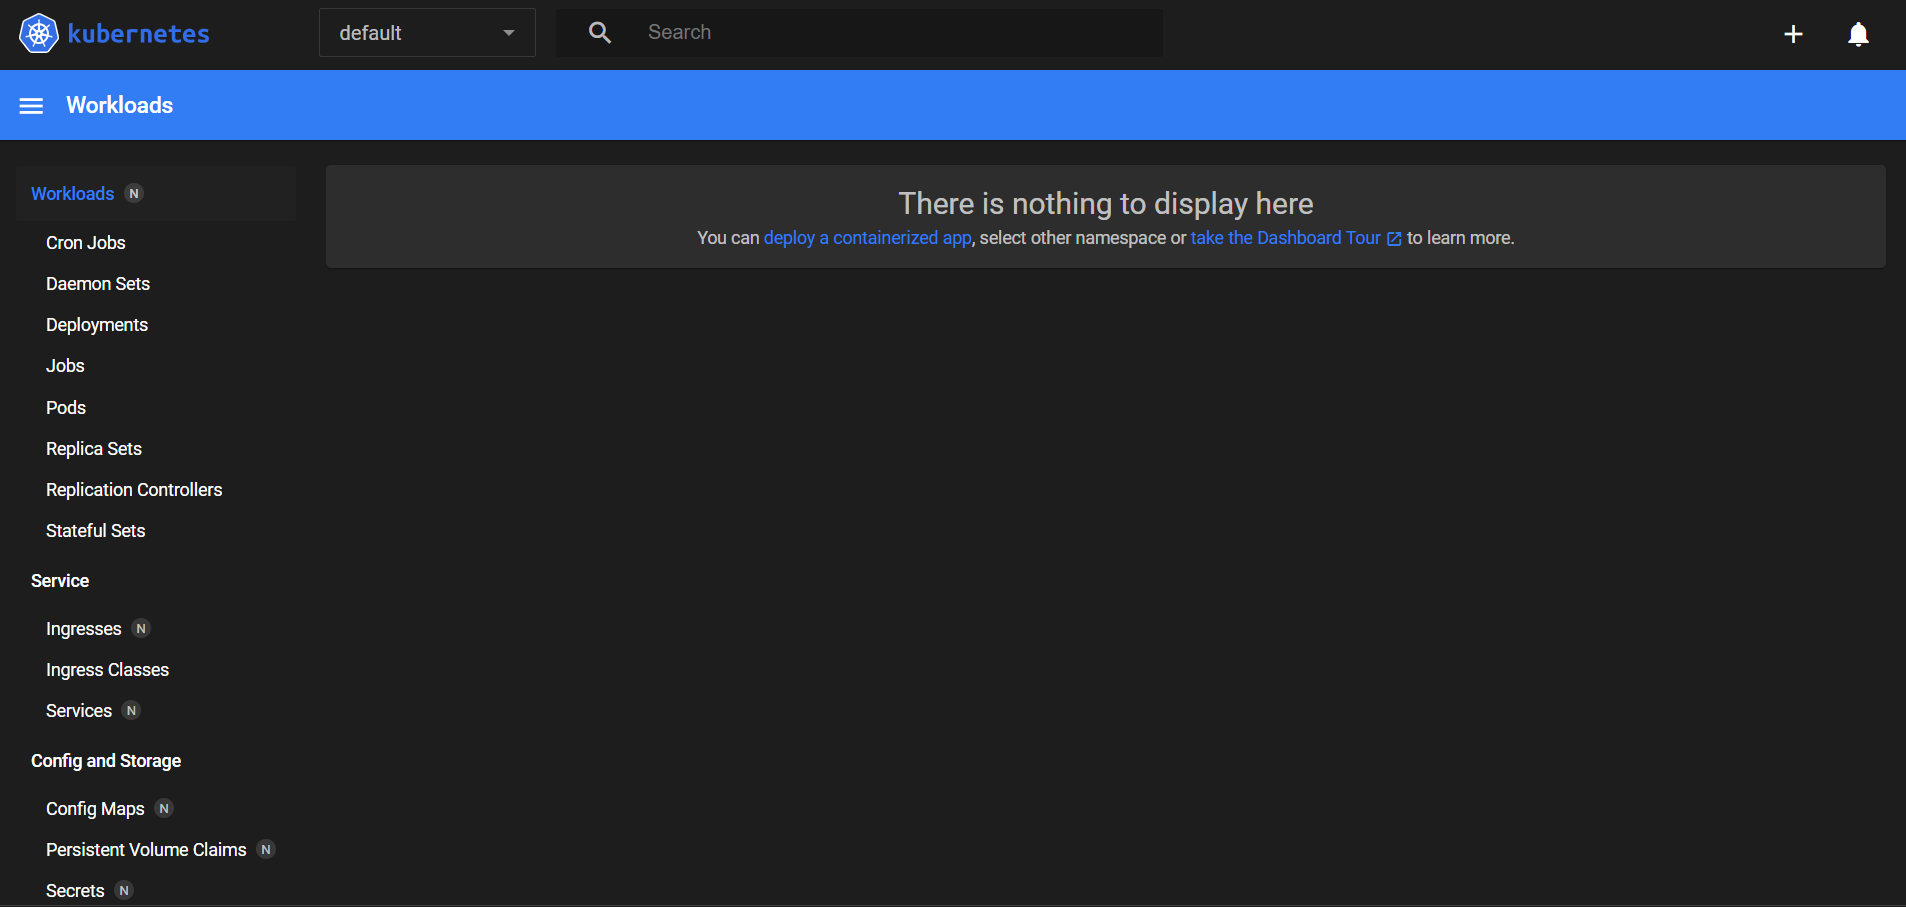 kubernetes
default
Search
Workloads
Workloads N
Cron Jobs
Daemon Sets
Deployments
Jobs
Pods
Replica Sets
Replication Controllers
Stateful Sets
Service
Ingresses N
Ingress Classes
Services N
Config and Storage
Config Maps N
Persistent Volume Claims N
Secrets N
There is nothing to display here
You can deploy a containerized app, select other namespace or take the Dashboard Tour to learn more.